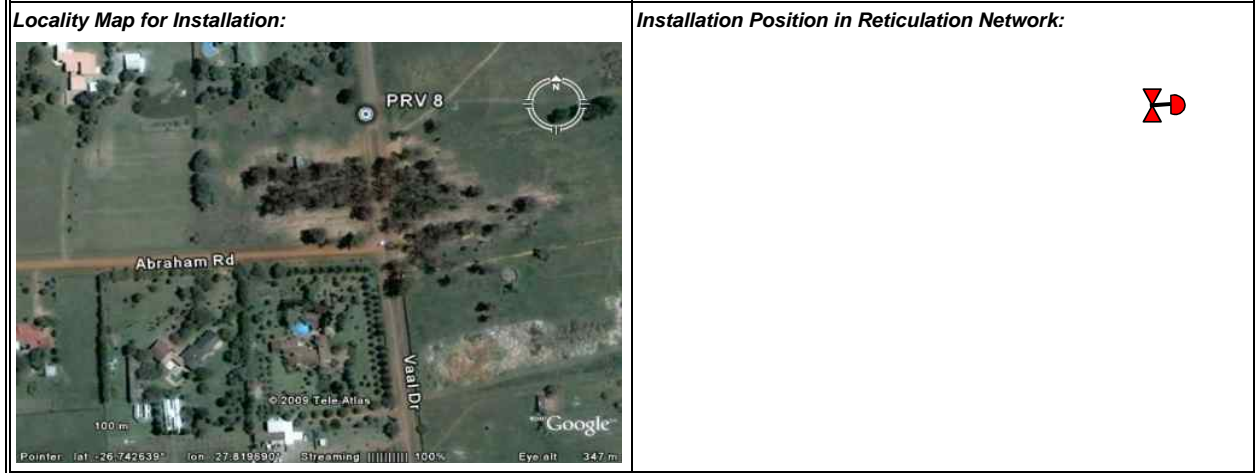 Locality Map for Installation:
Installation Position in Reticulation Network:
N
PRV 8
Abraham Rd
Vaal Dr
© 2009 Tele Atlas
100 m
Google
Pointer lat -26.742639° lon 27.819690° Streaming ||||||||| 100% Eye alt 347 m